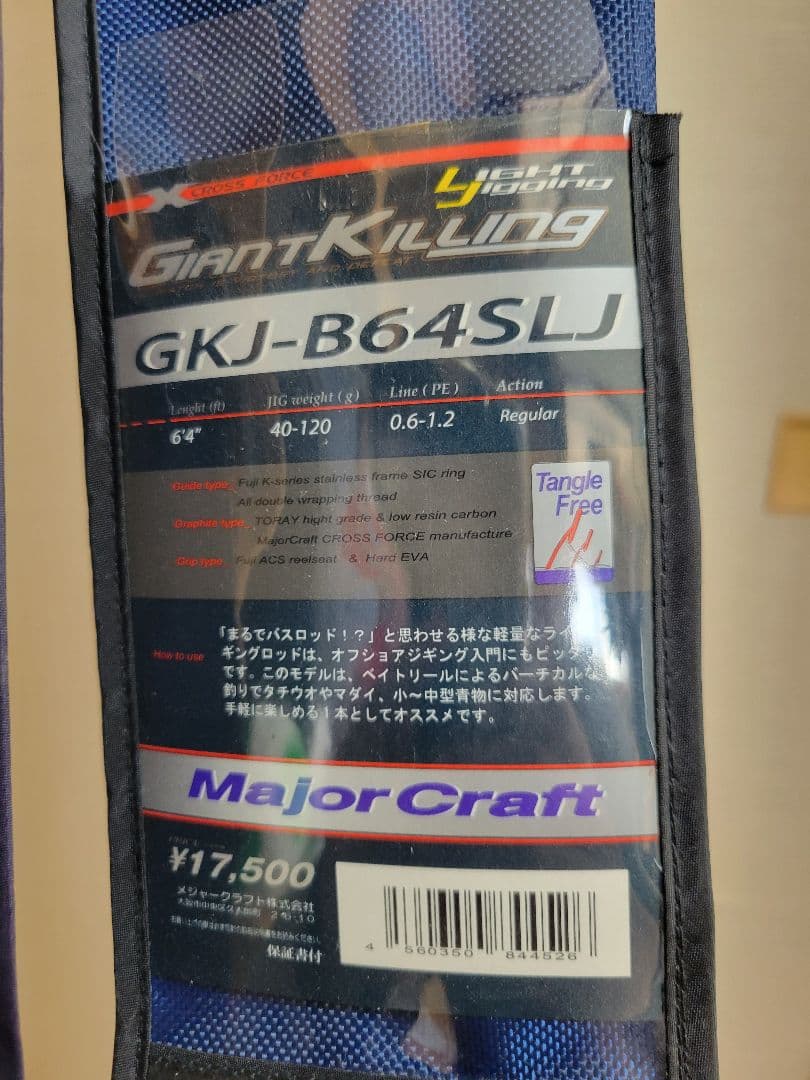 CROSS FORCE
LIGHT
Jigging
GIANT KILLING
AND DEFEAT
GKJ-B64SLJ
Lenght (ft) JIG weight (g) Line (PE) Action
6'4" 40-120 0.6-1.2 Regular
Guide type_ Fuji K-series stainless frame SIC ring
All double wrapping thread
Graphite type_ TORAY hight grade & low resin carbon
MajorCraft CROSS FORCE manufacture
Grip type_ Fuji ACS reelseat & Hard EVA
Tangle
Free
How to use
「まるでバスロッド！？」と思わせる様な軽量なライ
ギングロッドは、オフショアジギング入門にもピッタリ
です。このモデルは、ベイトリールによるバーチカルな
釣りでタチウオやマダイ、小～中型青物に対応します。
手軽に楽しめる1本としてオススメです。
Major Craft
¥17,500
メジャークラフト株式会社
保証書付
4 560350 844526